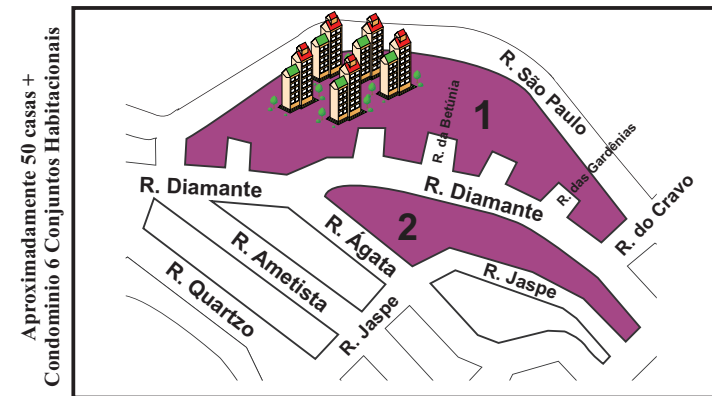 Aproximadamente 50 casas +
Condominio 6 Conjuntos Habitacionais
R. São Paulo
R. da Betúnia
1
R. das Gardênias
R. Diamante
R. Diamante
R. do Cravo
2
R. Ágata
R. Ametista
R. Jaspe
R. Quartzo
R. Jaspe